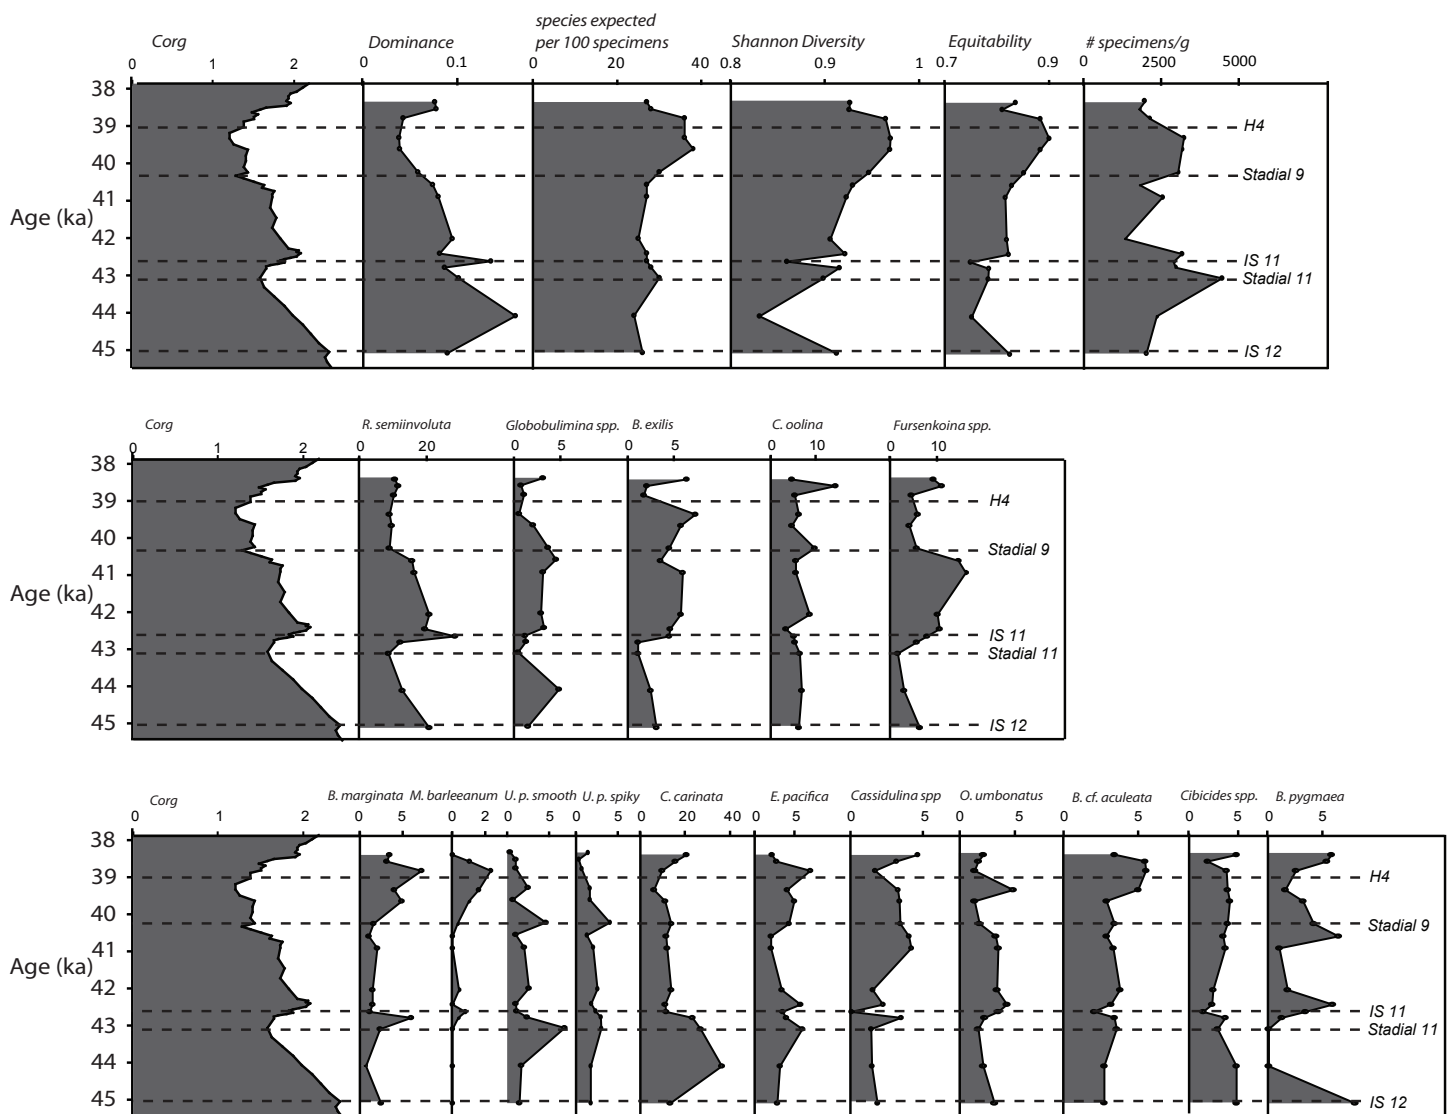 species expected
Corg Dominance per 100 specimens Shannon Diversity Equitability # specimens/g
0 1 2 0 0.1 0 20 40 0.8 0.9 1 0.7 0.9 0 2500 5000
38
39 H4
40 Stadial 9
41
Age (ka)
42
IS 11
43 Stadial 11
44
45 IS 12
Corg R. semiinvoluta Globobulimina spp. B. exilis C. oolina Fursenkoina spp.
0 1 2 0 20 0 5 0 5 0 10 0 10
38
39 H4
40 Stadial 9
41
Age (ka)
42
IS 11
43 Stadial 11
44
45 IS 12
Corg B. marginata M. barleeanum U. p. smooth U. p. spiky C. carinata E. pacifica Cassidulina spp O. umbonatus B. cf. aculeata Cibicides spp. B. pygmaea
0 1 2 0 5 0 2 0 5 0 5 0 20 40 0 5 0 5 0 5 0 5 0 5 0 5
38
39 H4
40 Stadial 9
41
Age (ka)
42
IS 11
43 Stadial 11
44
45 IS 12